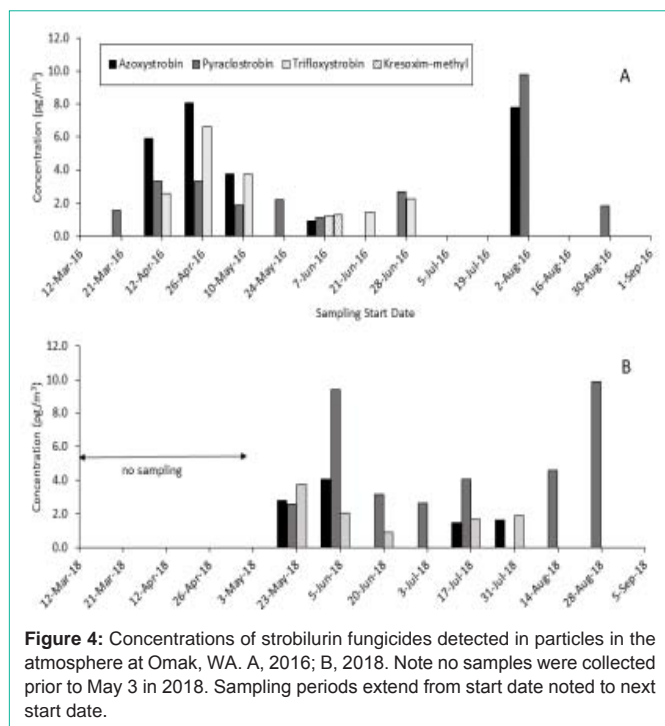 12.0
Azoxystrobin Pyraclostrobin Trifloxystrobin Kresoxim-methyl
A
10.0
8.0
6.0
4.0
2.0
0.0
Concentration (pg/m³)
12-Mar-16 21-Mar-16 12-Apr-16 26-Apr-16 10-May-16 24-May-16 7-Jun-16 21-Jun-16 28-Jun-16 5-Jul-16 19-Jul-16 2-Aug-16 16-Aug-16 30-Aug-16 1-Sep-16
Sampling Start Date
12.0
B
10.0
8.0
6.0
4.0
2.0
0.0
Concentration (pg/m³)
no sampling
12-Mar-18 21-Mar-18 12-Apr-18 26-Apr-18 3-May-18 23-May-18 5-Jun-18 20-Jun-18 3-Jul-18 17-Jul-18 31-Jul-18 14-Aug-18 28-Aug-18 5-Sep-18
Figure 4: Concentrations of strobilurin fungicides detected in particles in the
atmosphere at Omak, WA. A, 2016; B, 2018. Note no samples were collected
prior to May 3 in 2018. Sampling periods extend from start date noted to next
start date.